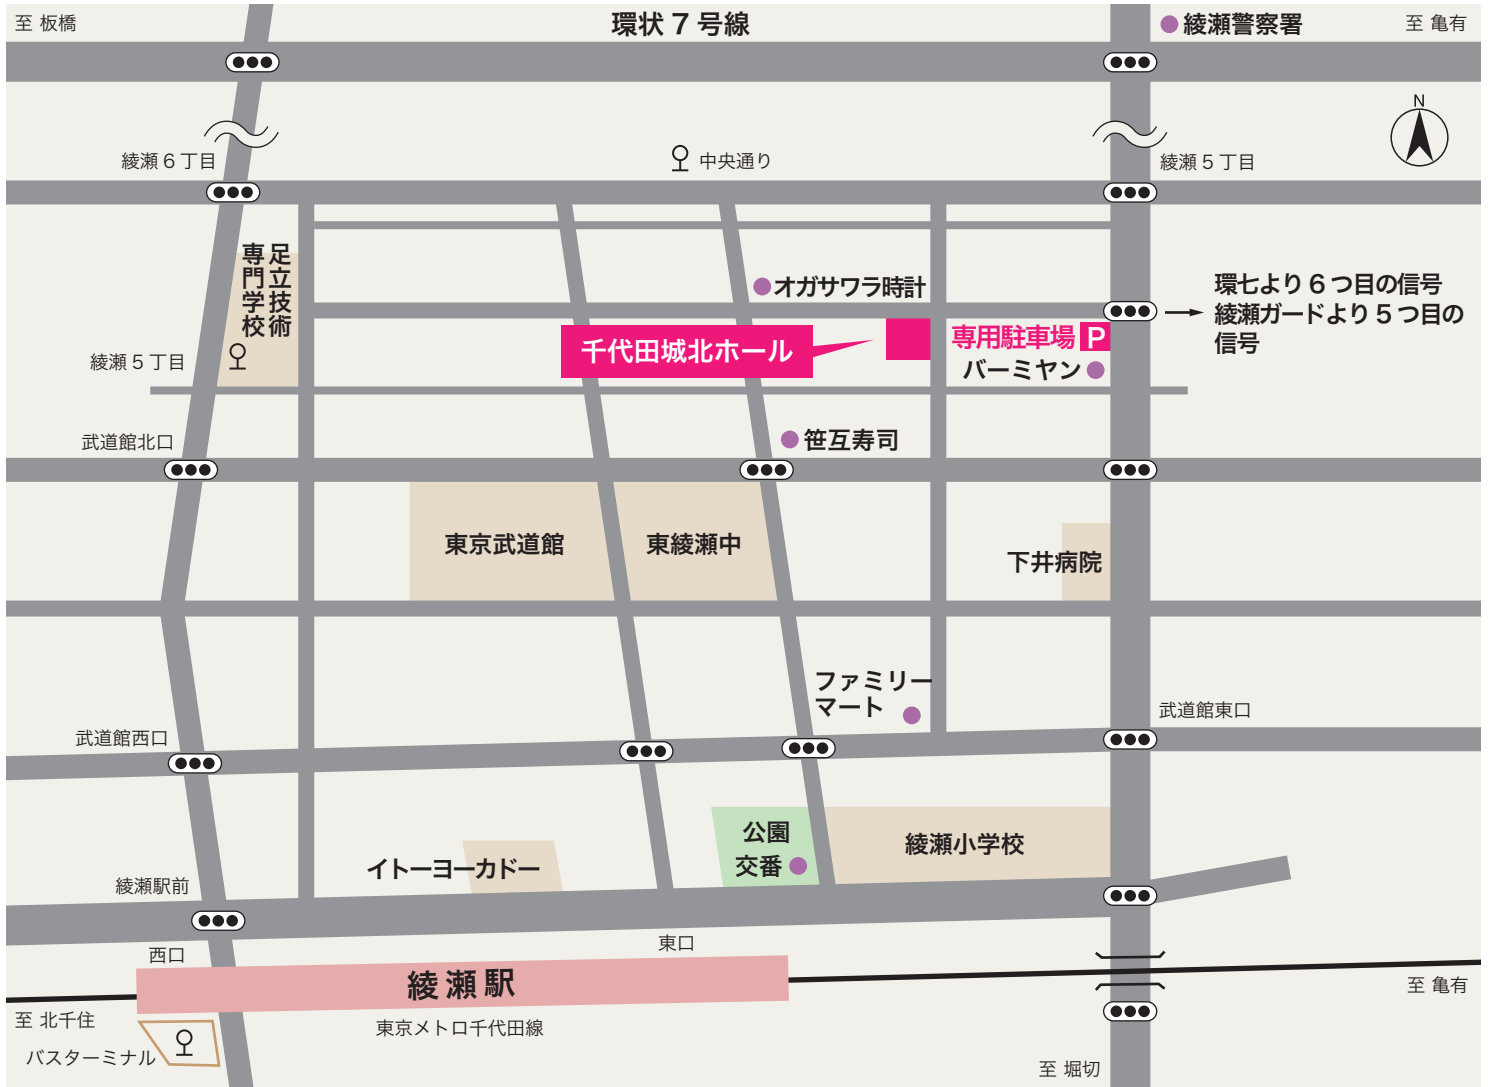 至 板橋
環状７号線
綾瀬警察署
至 亀有
N
綾瀬６丁目
中央通り
綾瀬５丁目
足立技術
専門学校
オガサワラ時計
環七より６つ目の信号
綾瀬ガードより５つ目の
信号
千代田城北ホール
専用駐車場 P
バーミヤン
綾瀬５丁目
武道館北口
笹互寿司
東京武道館
東綾瀬中
下井病院
ファミリー
マート
武道館東口
武道館西口
公園
交番
綾瀬小学校
イトーヨーカドー
綾瀬駅前
西口
東口
綾瀬駅
至 亀有
至 北千住
東京メトロ千代田線
バスターミナル
至 堀切